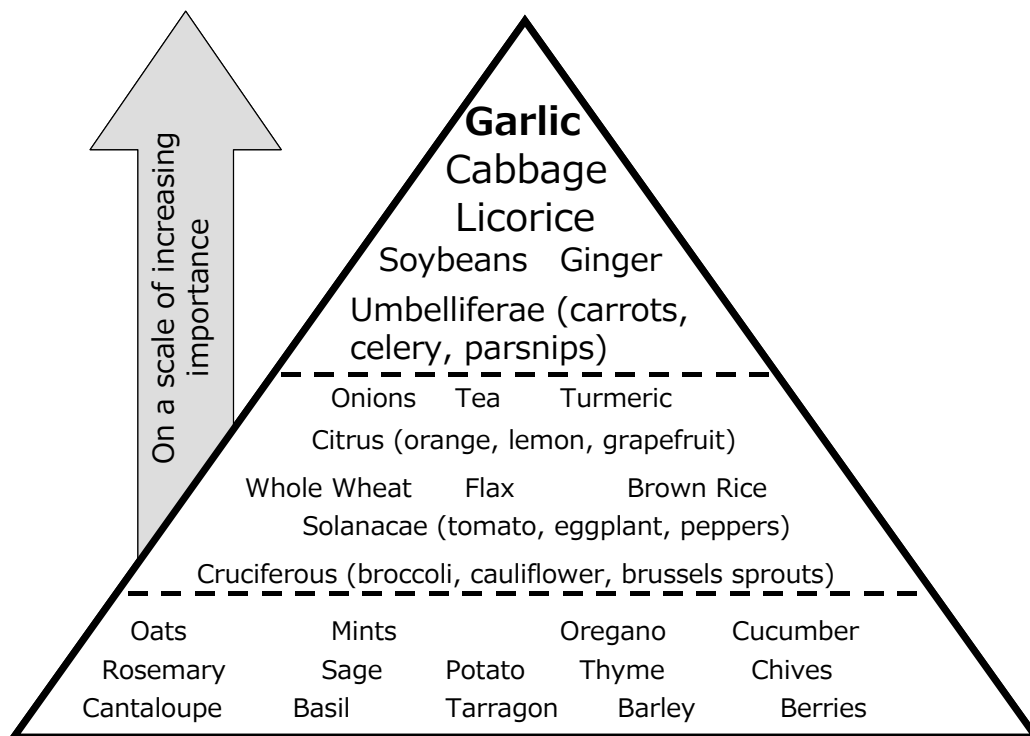 On a scale of increasing
importance
Garlic
Cabbage
Licorice
Soybeans Ginger
Umbelliferae (carrots,
celery, parsnips)
Onions Tea Turmeric
Citrus (orange, lemon, grapefruit)
Whole Wheat Flax Brown Rice
Solanacae (tomato, eggplant, peppers)
Cruciferous (broccoli, cauliflower, brussels sprouts)
Oats Mints Oregano Cucumber
Rosemary Sage Potato Thyme Chives
Cantaloupe Basil Tarragon Barley Berries